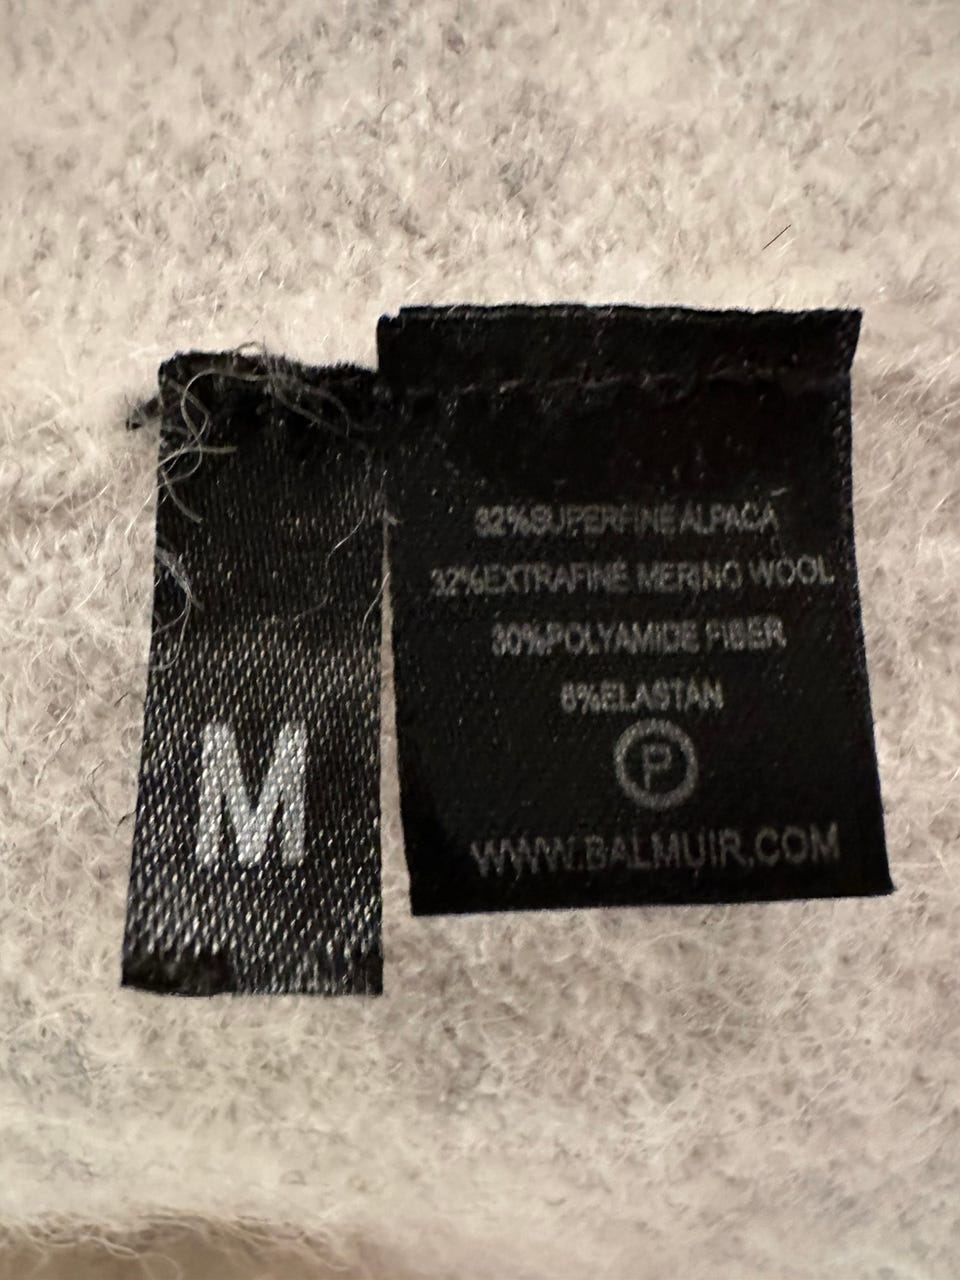 M
32%SUPERFINE ALPACA
32%EXTRAFINE MERINO WOOL
30%POLYAMIDE FIBER
6%ELASTAN
P
WWW.BALMUIR.COM